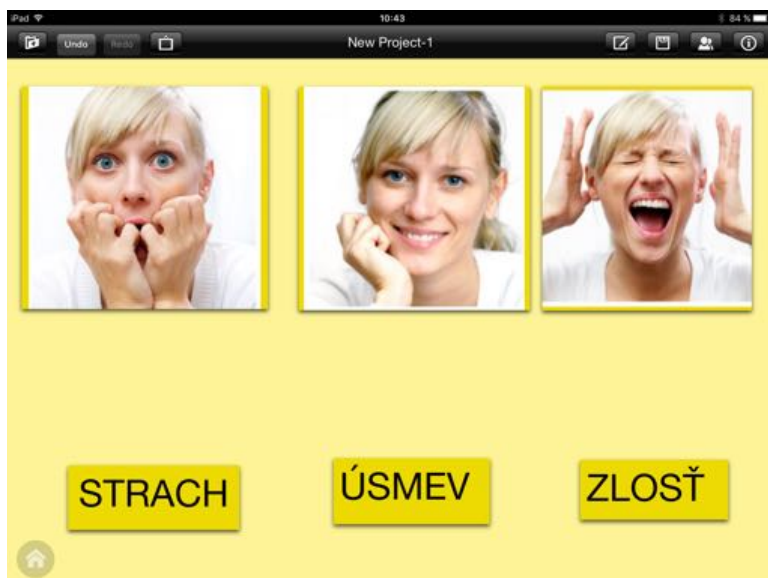 iPad 10:43 84 %
Undo Redo New Project-1
STRACH ÚSMEV ZLOSŤ